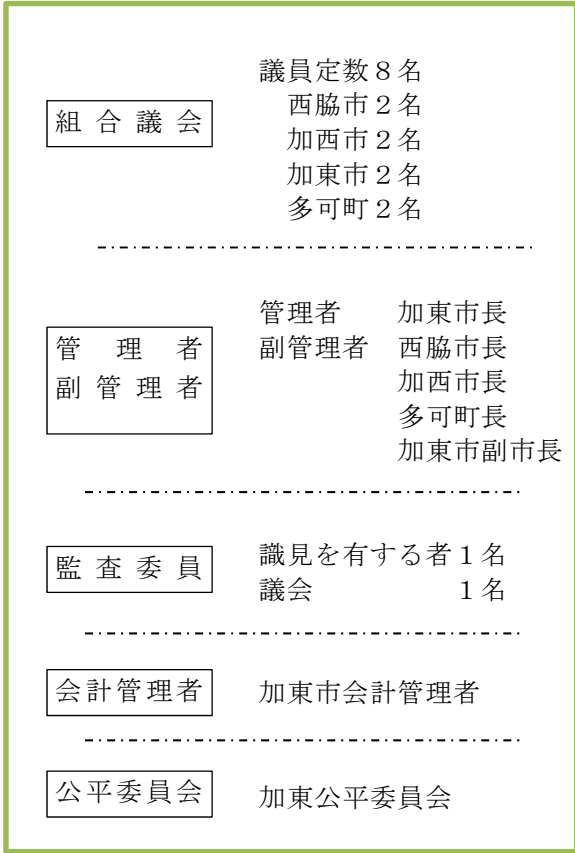 議員定数８名
組合議会
西脇市２名
加西市２名
加東市２名
多可町２名
管理者 加東市長
管理者 副管理者 西脇市長
副管理者 加西市長
多可町長
加東市副市長
監査委員 識見を有する者１名
議会 １名
会計管理者 加東市会計管理者
公平委員会 加東公平委員会